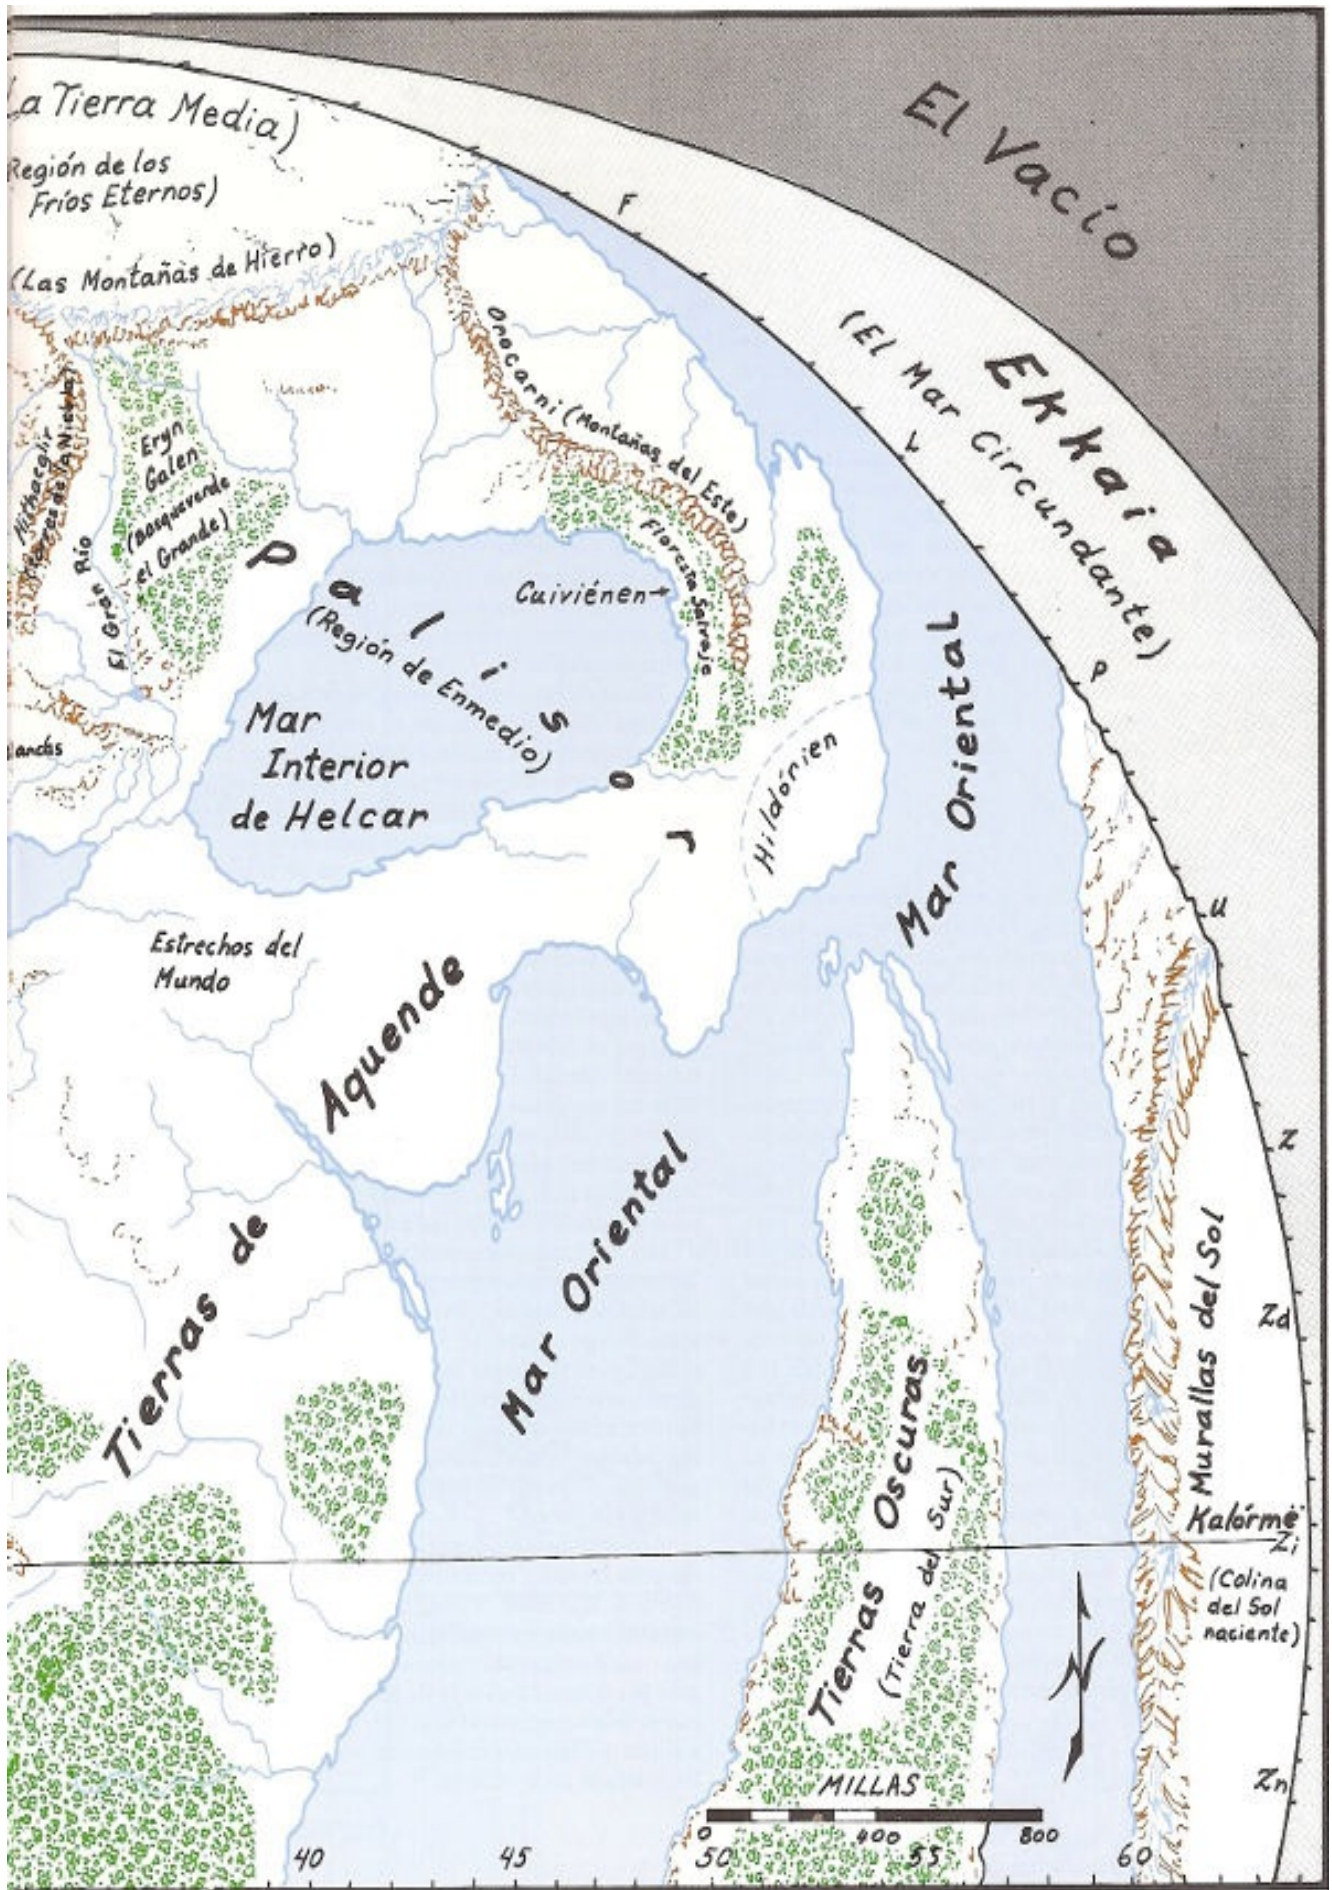 El Vacío
La Tierra Media)
Región de los
Fríos Eternos)
(Las Montañas de Hierro)
F
Ekkaia
(El Mar Circundante)
L
P
U
Z
Zd
Zi
Zn
Orocarni (Montañas del Este)
Eryn
Galen
(Bosqueverde
el Grande)
Hithaeglir
El Gran Río
Palisor
(Región de Enmedio)
Cuiviénen
Floresta Salvaje
Mar
Interior
de Helcar
Hildórien
Mar Oriental
Estrechos del
Mundo
Tierras de Aquende
Mar Oriental
Murallas del Sol
Kalórmë
(Colina
del Sol
naciente)
Tierras Oscuras
(Tierra del Sur)
N
MILLAS
0 400 800
40 45 50 55 60